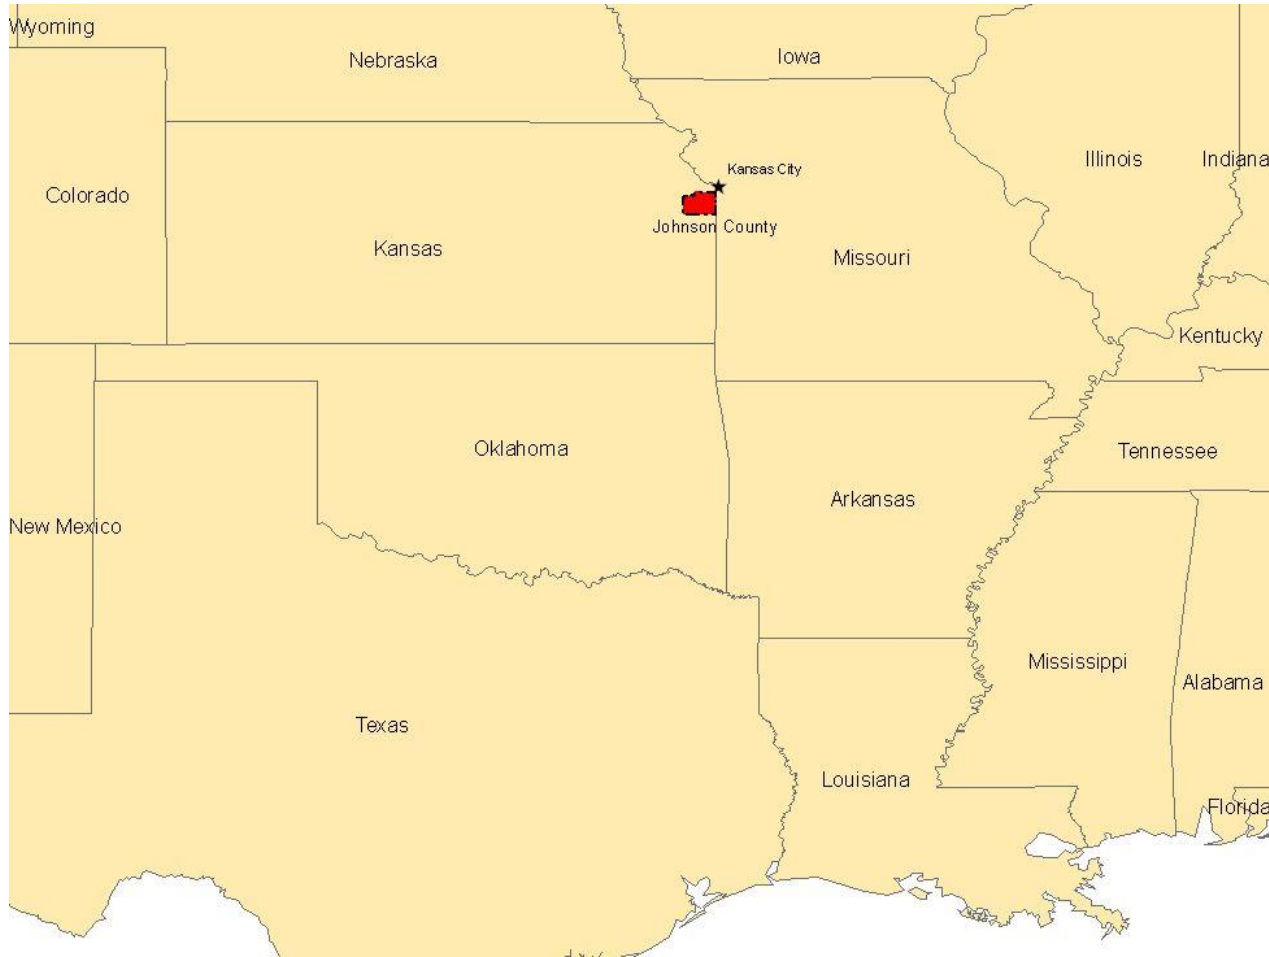 Wyoming
Nebraska
Iowa
Illinois
Indiana
Kansas City
Colorado
Johnson County
Kansas
Missouri
Kentucky
Oklahoma
Tennessee
Arkansas
New Mexico
Mississippi
Alabama
Texas
Louisiana
Florida